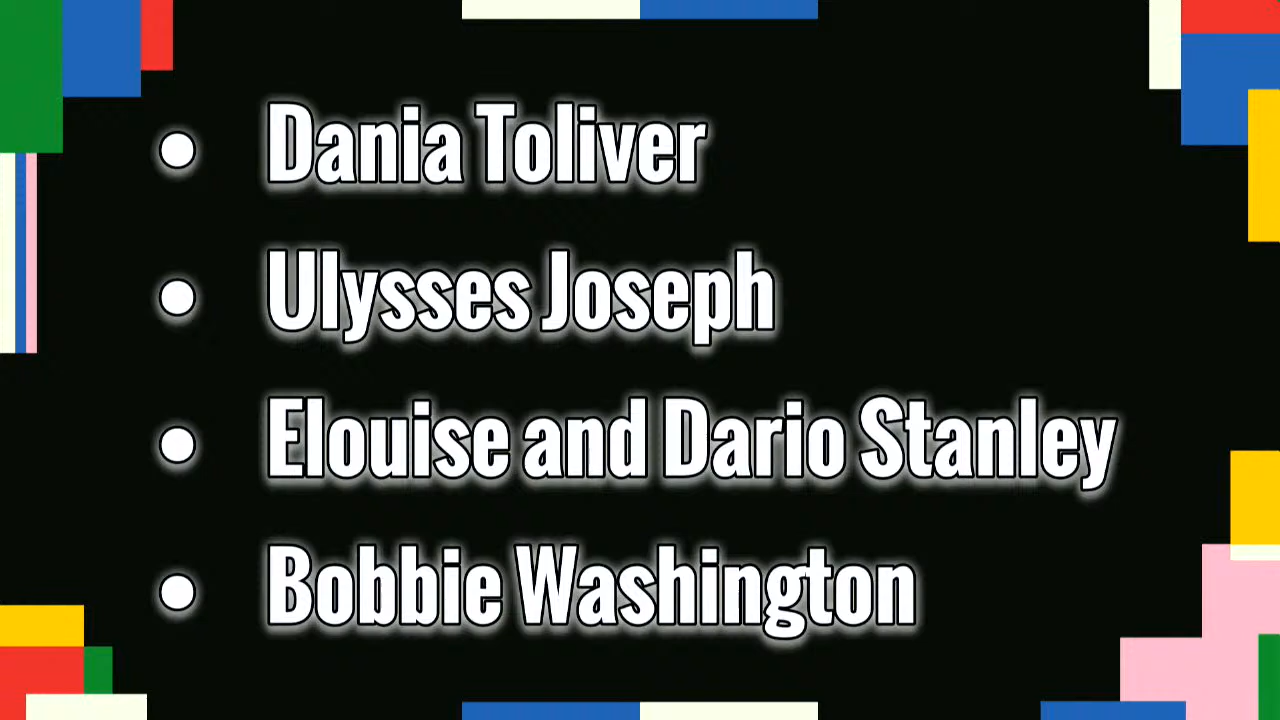 • Dania Toliver
• Ulysses Joseph
• Elouise and Dario Stanley
• Bobbie Washington